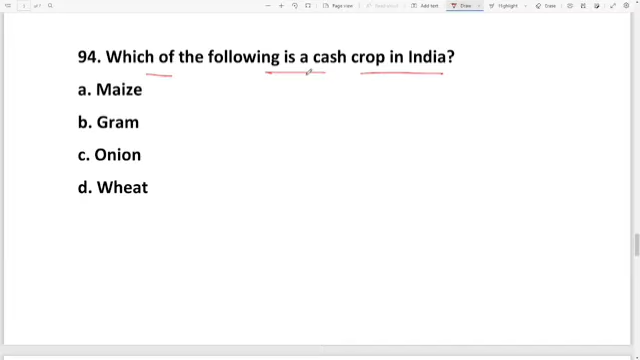 Page view
Add text
Draw
Highlight
Erase
94. Which of the following is a cash crop in India?
a. Maize
b. Gram
c. Onion
d. Wheat